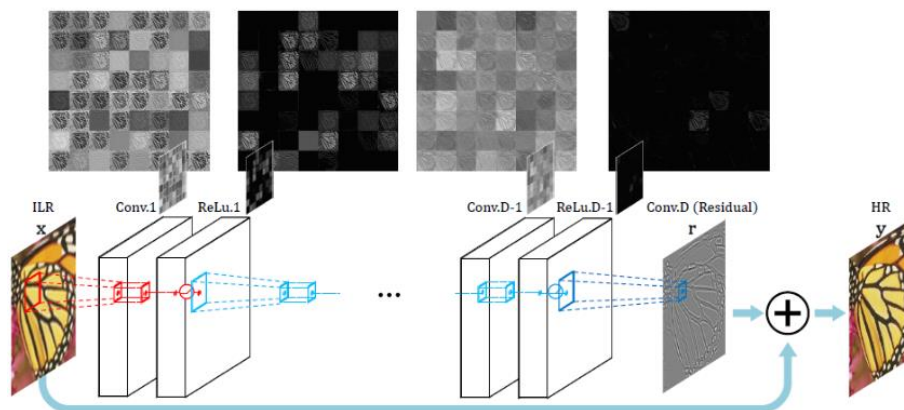 ILR
x
Conv.1
ReLu.1
...
Conv.D-1
ReLu.D-1
Conv.D (Residual)
r
HR
y